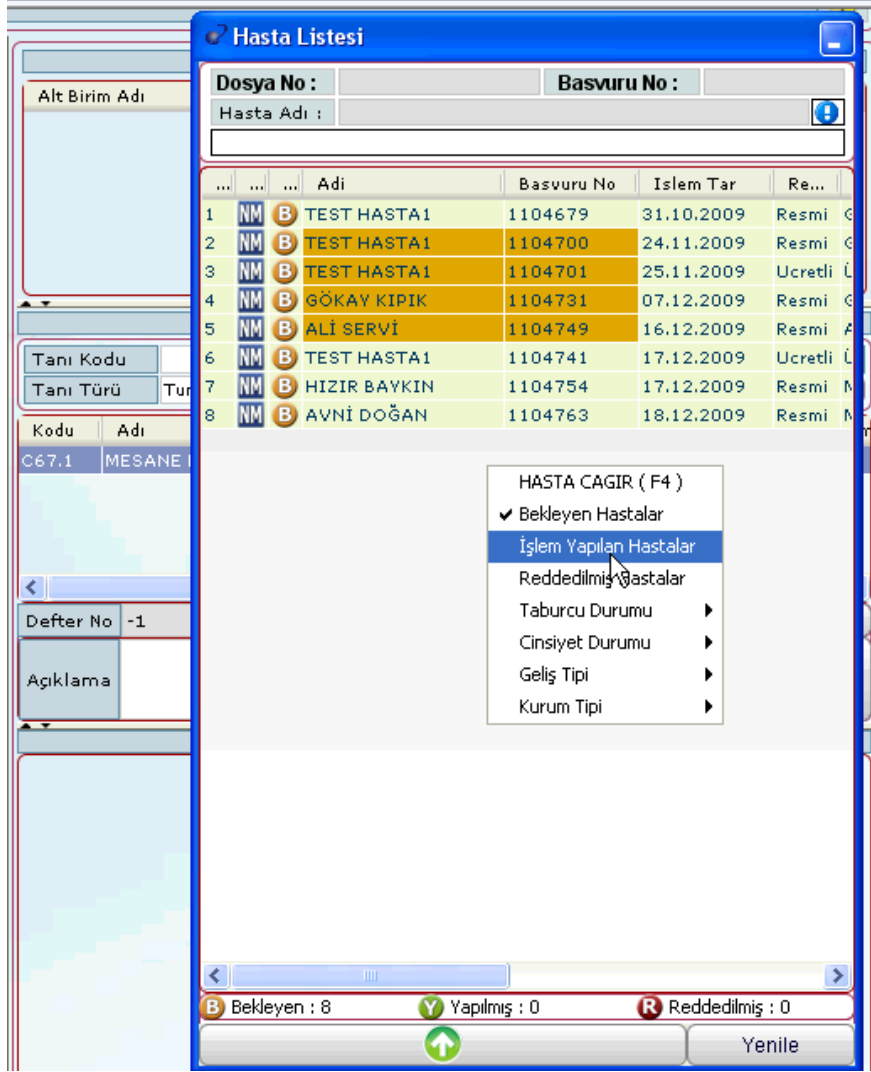 Hasta Listesi
Dosya No : Basvuru No :
Hasta Adı :
Alt Birim Adı
... ... ... Adi Basvuru No Islem Tar Re...
1 NM B TEST HASTA1 1104679 31.10.2009 Resmi
2 NM B TEST HASTA1 1104700 24.11.2009 Resmi
3 NM B TEST HASTA1 1104701 25.11.2009 Ucretli
4 NM B GÖKAY KIPIK 1104731 07.12.2009 Resmi
5 NM B ALİ SERVİ 1104749 16.12.2009 Resmi
6 NM B TEST HASTA1 1104741 17.12.2009 Ucretli
7 NM B HIZIR BAYKIN 1104754 17.12.2009 Resmi
8 NM B AVNİ DOĞAN 1104763 18.12.2009 Resmi
Tanı Kodu
Tanı Türü Tur
Kodu Adı
C67.1 MESANE
Defter No -1
Açıklama
HASTA CAGIR ( F4 )
Bekleyen Hastalar
İşlem Yapılan Hastalar
Reddedilmiş Hastalar
Taburcu Durumu
Cinsiyet Durumu
Geliş Tipi
Kurum Tipi
B Bekleyen : 8 Y Yapılmış : 0 R Reddedilmiş : 0
Yenile